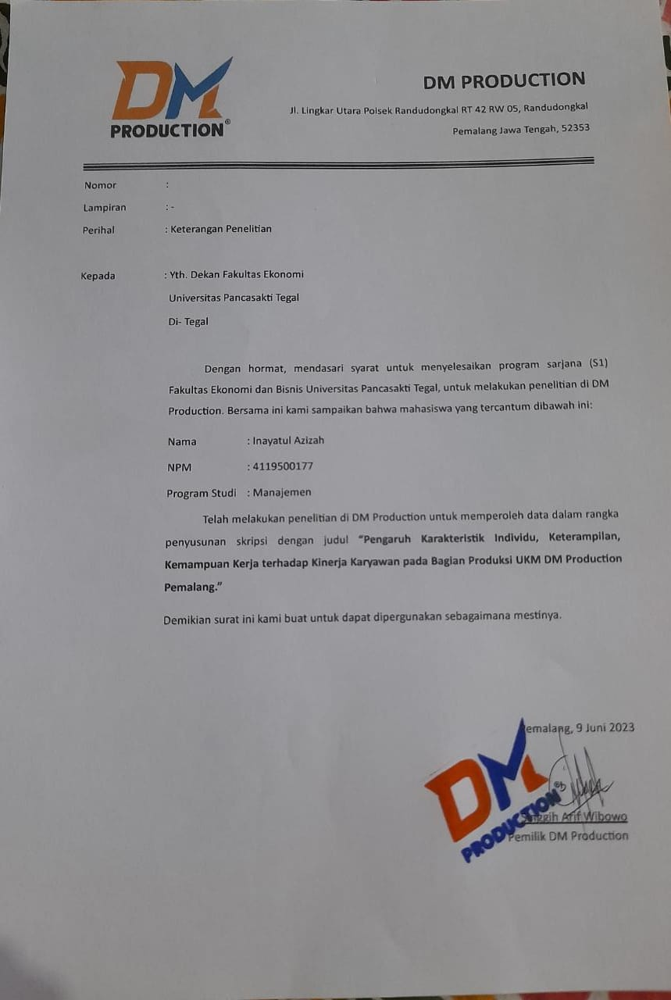 DM
PRODUCTION®
DM PRODUCTION
Jl. Lingkar Utara Polsek Randudongkal RT 42 RW 05, Randudongkal
Pemalang Jawa Tengah, 52353
Nomor :
Lampiran : -
Perihal : Keterangan Penelitian
Kepada : Yth. Dekan Fakultas Ekonomi
Universitas Pancasakti Tegal
Di- Tegal
Dengan hormat, mendasari syarat untuk menyelesaikan program sarjana (S1)
Fakultas Ekonomi dan Bisnis Universitas Pancasakti Tegal, untuk melakukan penelitian di DM
Production. Bersama ini kami sampaikan bahwa mahasiswa yang tercantum dibawah ini:
Nama : Inayatul Azizah
NPM : 4119500177
Program Studi : Manajemen
Telah melakukan penelitian di DM Production untuk memperoleh data dalam rangka
penyusunan skripsi dengan judul “Pengaruh Karakteristik Individu, Keterampilan,
Kemampuan Kerja terhadap Kinerja Karyawan pada Bagian Produksi UKM DM Production
Pemalang.”
Demikian surat ini kami buat untuk dapat dipergunakan sebagaimana mestinya.
Pemalang, 9 Juni 2023
DM
PRODUCTION®
Arif Wibowo
Pemilik DM Production